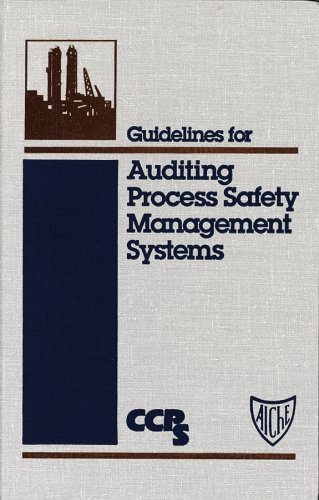 Guidelines for
Auditing
Process Safety
Management
Systems
CCPS
AIChE